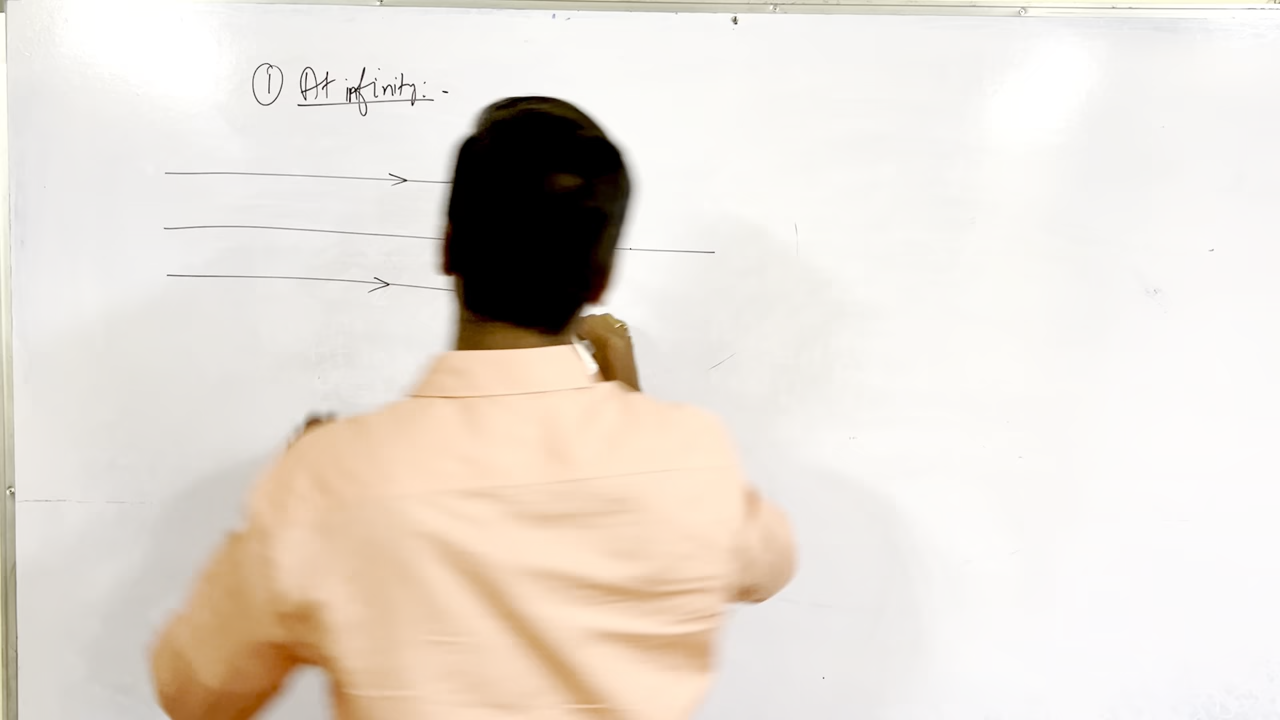 ① At infinity:-